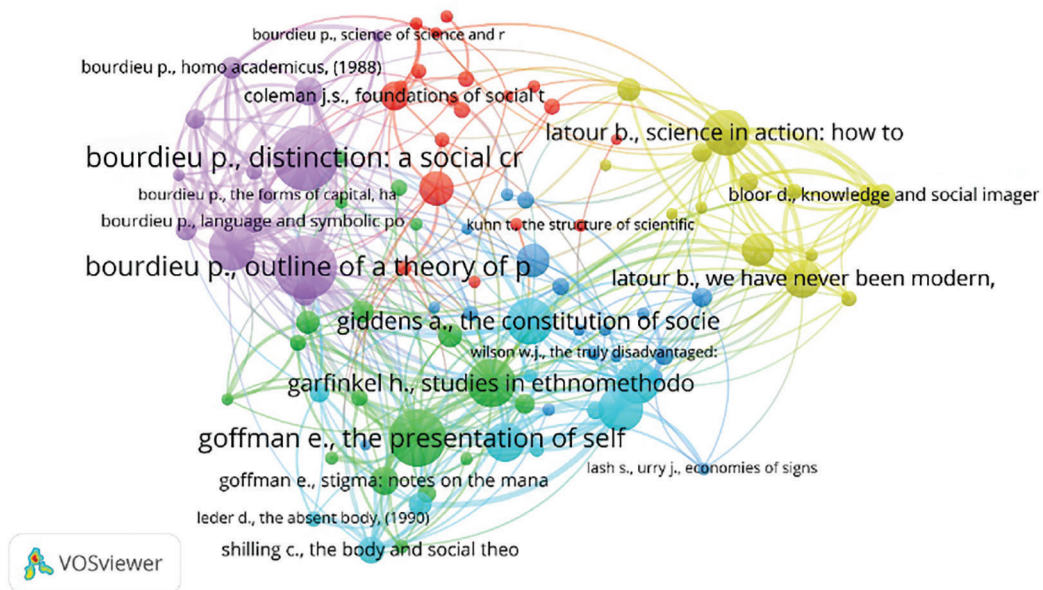 bourdieu p., science of science and r
bourdieu p., homo academicus, (1988)
coleman j.s., foundations of social t
latour b., science in action: how to
bourdieu p., distinction: a social cr
bourdieu p., the forms of capital, ha
bloor d., knowledge and social imager
bourdieu p., language and symbolic po
kuhn t., the structure of scientific
bourdieu p., outline of a theory of p
latour b., we have never been modern,
giddens a., the constitution of socie
wilson w.j., the truly disadvantaged:
garfinkel h., studies in ethnomethodo
goffman e., the presentation of self
lash s., urry j., economies of signs
goffman e., stigma: notes on the mana
leder d., the absent body, (1990)
shilling c., the body and social theo
VOSviewer